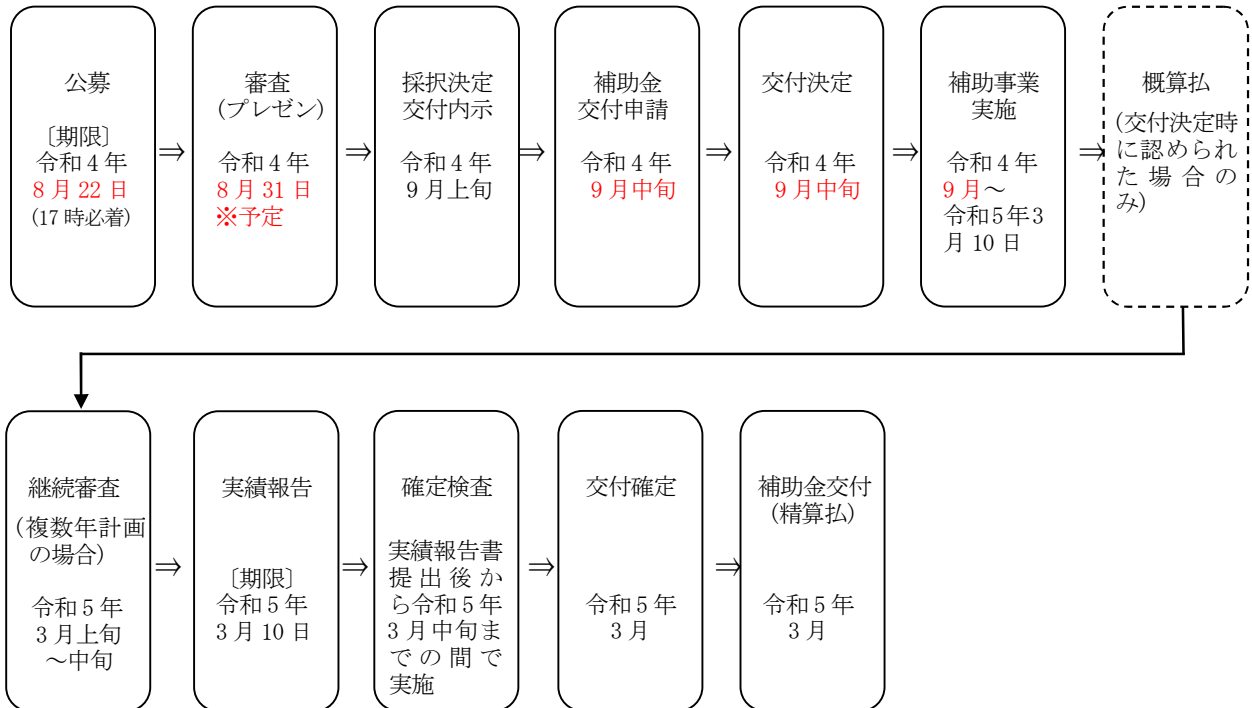 公募
〔期限〕
令和４年
８月 22 日
(17 時必着)
⇒
審査
(プレゼン)
令和４年
８月 31 日
※予定
⇒
採択決定
交付内示
令和４年
９月上旬
⇒
補助金
交付申請
令和４年
９月中旬
⇒
交付決定
令和４年
９月中旬
⇒
補助事業
実施
令和４年
９月～
令和５年３
月 10 日
⇒
概算払
(交付決定時
に認められ
た場合の
み)
継続審査
(複数年計画
の場合)
令和５年
３月上旬
～中旬
⇒
実績報告
〔期限〕
令和５年
３月 10 日
⇒
確定検査
実績報告書
提出後か
ら令和５年
３月中旬ま
での間で
実施
⇒
交付確定
令和５年
３月
⇒
補助金交付
(精算払)
令和５年
３月